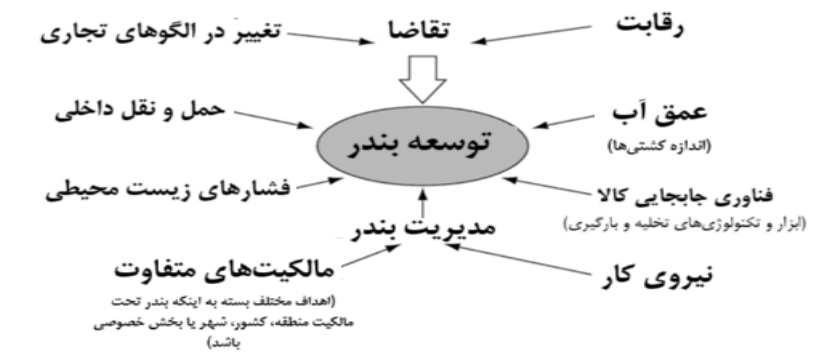 رقابت
تقاضا
تغییر در الگوهای تجاری
عمق آب
(اندازه کشتی‌ها)
حمل و نقل داخلی
توسعه بندر
فناوری جابجایی کالا
(ابزار و تکنولوژی‌های تخلیه و بارگیری)
فشارهای زیست محیطی
مدیریت بندر
نیروی کار
مالکیت‌های متفاوت
(اهداف مختلف بسته به اینکه بندر تحت
مالکیت منطقه، کشور، شهر یا بخش خصوصی
باشد)